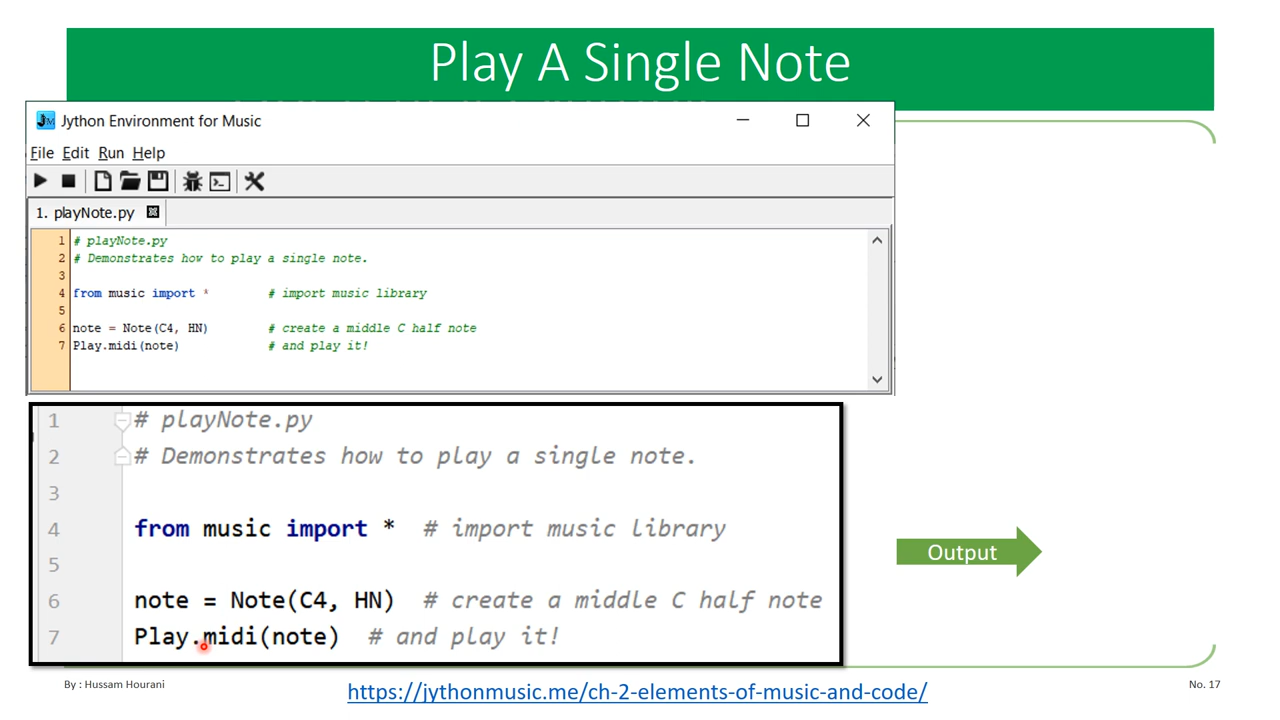 Play A Single Note
Jython Environment for Music
File Edit Run Help
1. playNote.py
1 # playNote.py
2 # Demonstrates how to play a single note.
3
4 from music import * # import music library
5
6 note = Note(C4, HN) # create a middle C half note
7 Play.midi(note) # and play it!
1 # playNote.py
2 # Demonstrates how to play a single note.
3
4 from music import * # import music library
5
6 note = Note(C4, HN) # create a middle C half note
7 Play.midi(note) # and play it!
Output
By : Hussam Hourani
https://jythonmusic.me/ch-2-elements-of-music-and-code/
No. 17